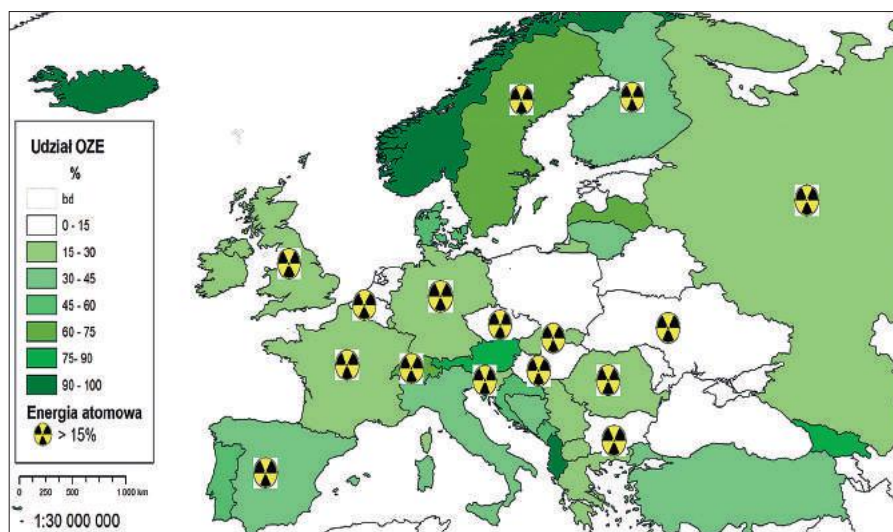 Udział OZE
%
bd
0 - 15
15 - 30
30 - 45
45 - 60
60 - 75
75- 90
90 - 100
Energia atomowa
> 15%
0 250 500 1 000 km
- 1:30 000 000